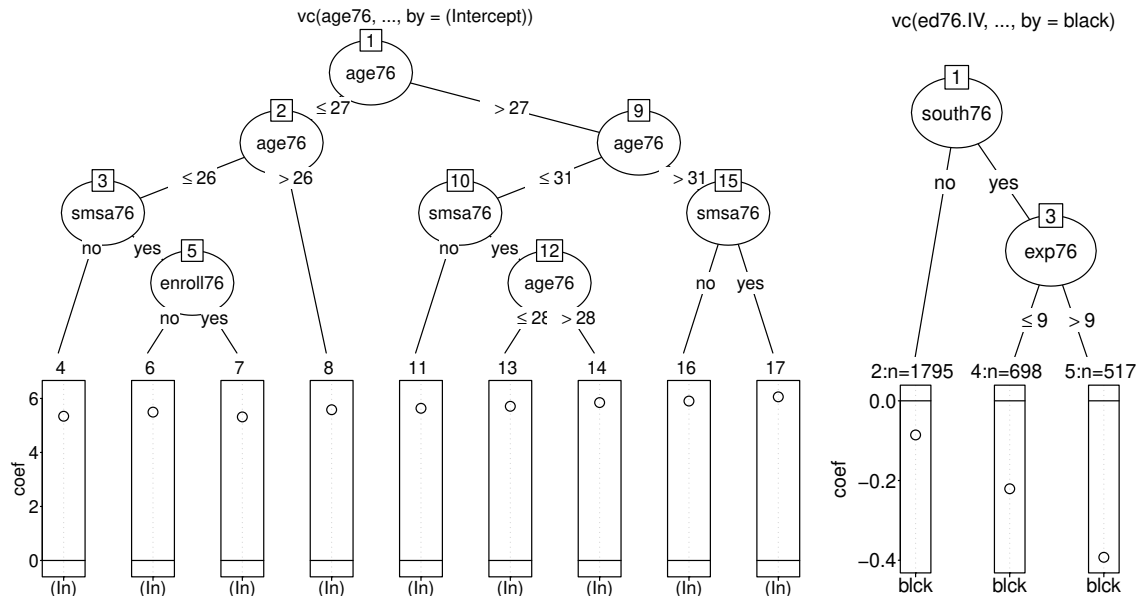 vc(age76, ..., by = (Intercept))
1
age76
≤ 27
> 27
2
age76
9
age76
≤ 26
> 26
≤ 31
> 31
3
smsa76
10
smsa76
15
smsa76
no
yes
no
yes
no
yes
5
enroll76
12
age76
no
yes
≤ 28
> 28
4
6
7
8
11
13
14
16
17
coef
6
4
2
0
(In)
(In)
(In)
(In)
(In)
(In)
(In)
(In)
(In)
vc(ed76.IV, ..., by = black)
1
south76
no
yes
3
exp76
≤ 9
> 9
2:n=1795
4:n=698
5:n=517
coef
0.0
−0.2
−0.4
blck
blck
blck